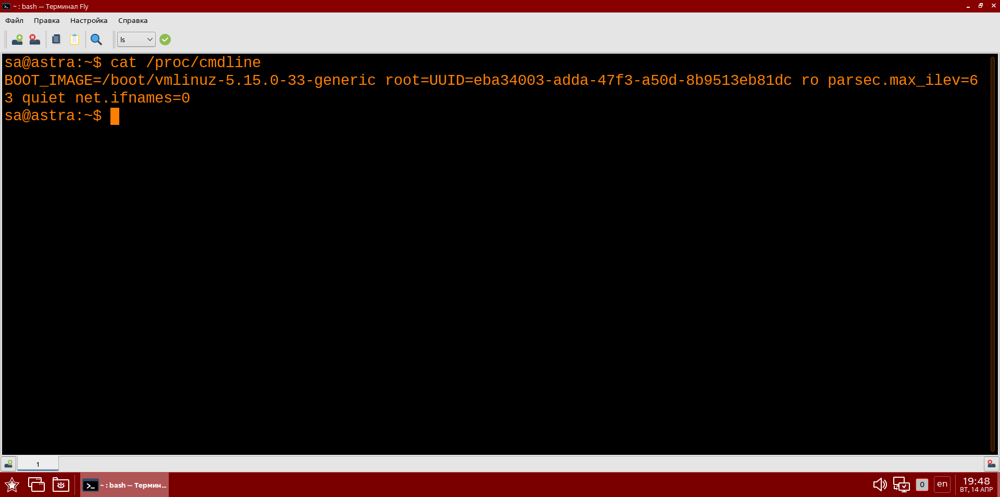 ~ : bash — Терминал Fly
Файл Правка Настройка Справка
ls
sa@astra:~$ cat /proc/cmdline
BOOT_IMAGE=/boot/vmlinuz-5.15.0-33-generic root=UUID=eba34003-adda-47f3-a50d-8b9513eb81dc ro parsec.max_ilev=6
3 quiet net.ifnames=0
sa@astra:~$
1
~ : bash — Термин...
0
en
19:48
ВТ, 14 АПР